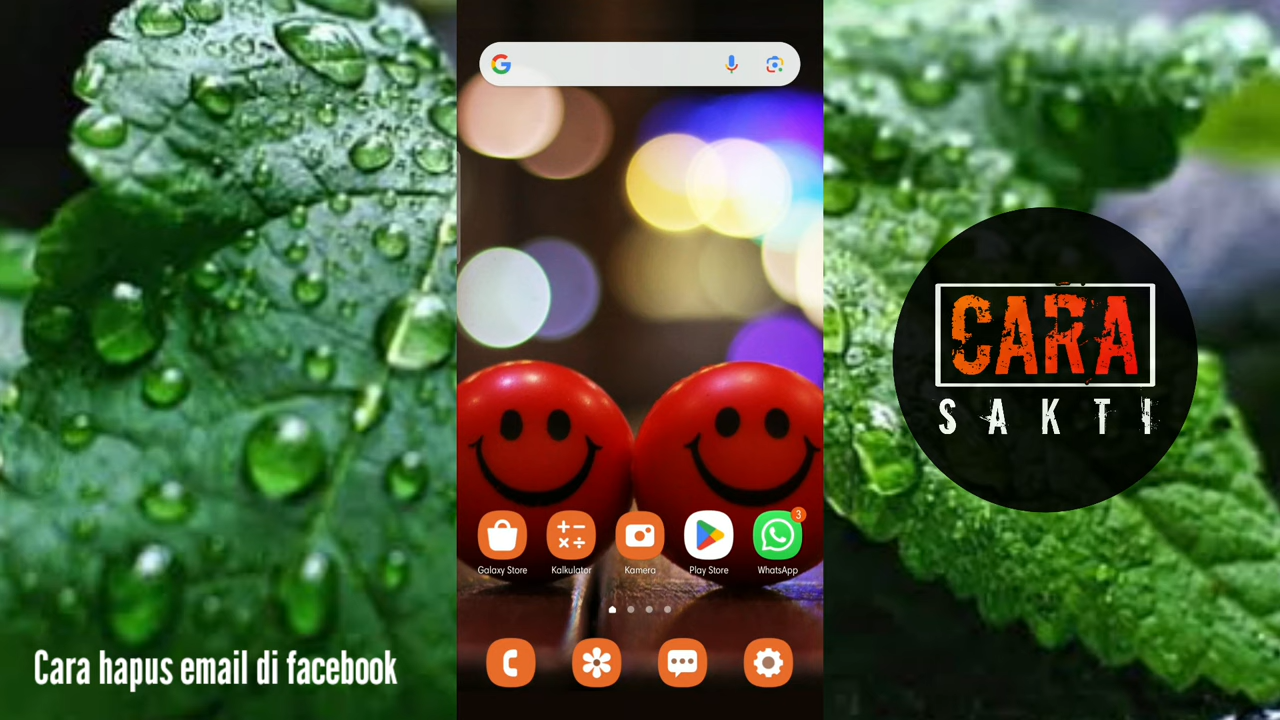 CARA
SAKTI
Galaxy Store
Kalkulator
Kamera
Play Store
WhatsApp
3
Cara hapus email di facebook